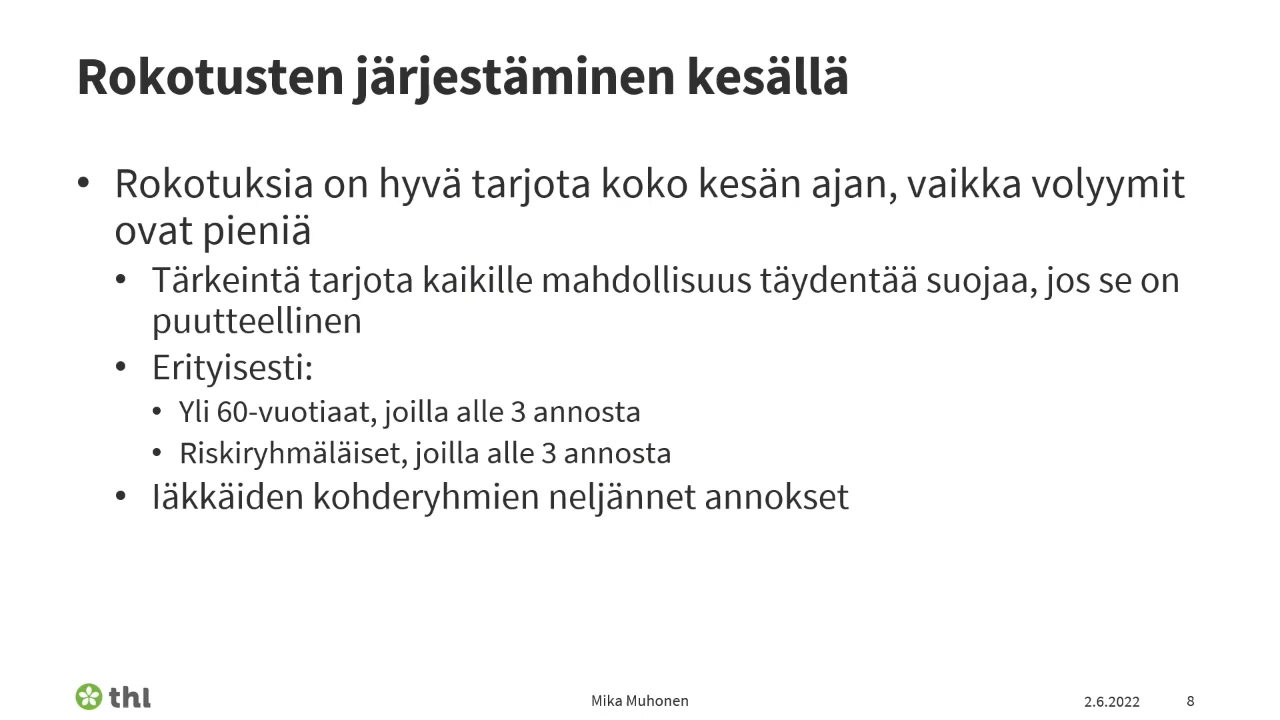 Rokotusten järjestäminen kesällä
• Rokotuksia on hyvä tarjota koko kesän ajan, vaikka volyymit
ovat pieniä
• Tärkeintä tarjota kaikille mahdollisuus täydentää suojaa, jos se on
puutteellinen
• Erityisesti:
• Yli 60-vuotiaat, joilla alle 3 annosta
• Riskiryhmäläiset, joilla alle 3 annosta
• Iäkkäiden kohderyhmien neljännet annokset
thl
Mika Muhonen
2.6.2022
8